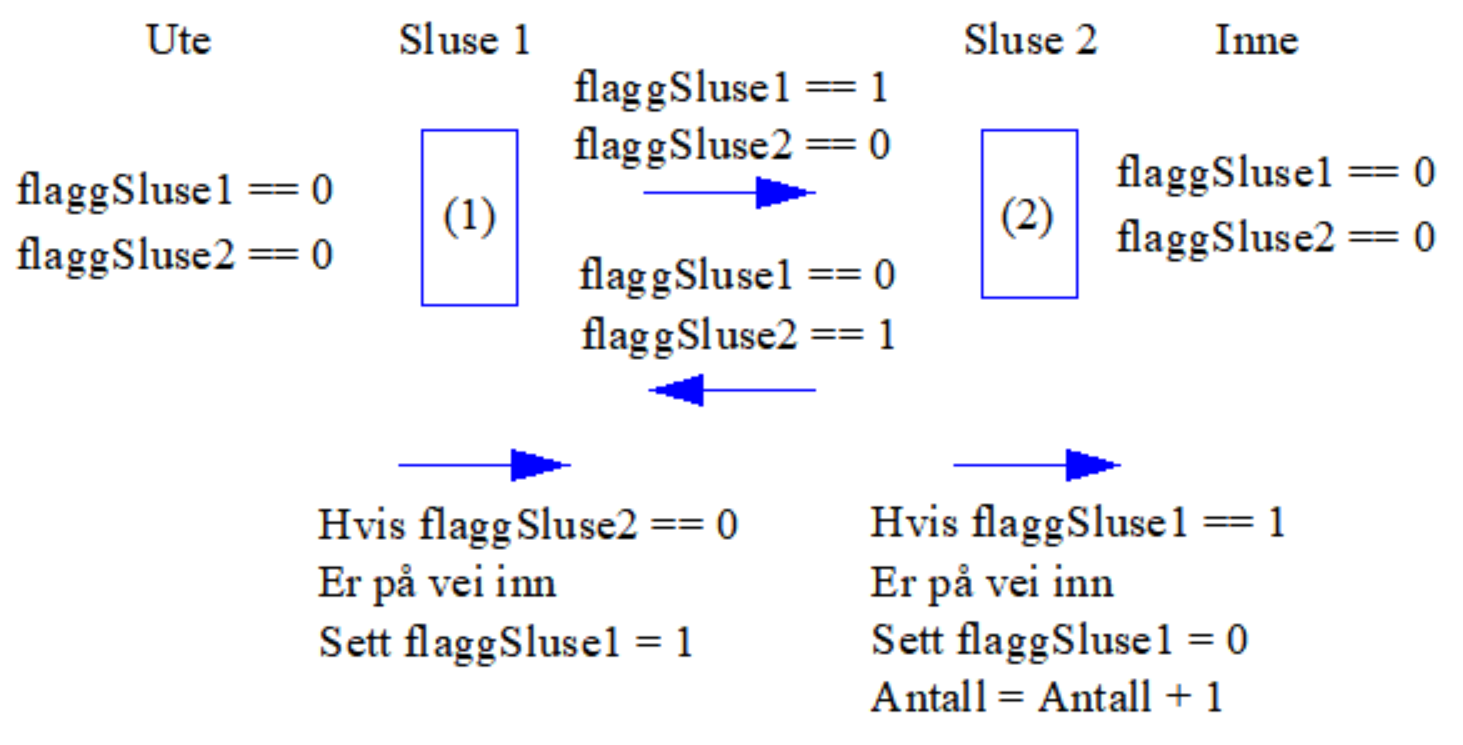 Ute
Sluse 1
Sluse 2
Inne
flaggSluse1 == 1
flaggSluse2 == 0
flaggSluse1 == 0
flaggSluse2 == 0
(1)
(2)
flaggSluse1 == 0
flaggSluse2 == 0
flaggSluse1 == 0
flaggSluse2 == 1
Hvis flaggSluse2 == 0
Er på vei inn
Sett flaggSluse1 = 1
Hvis flaggSluse1 == 1
Er på vei inn
Sett flaggSluse1 = 0
Antall = Antall + 1